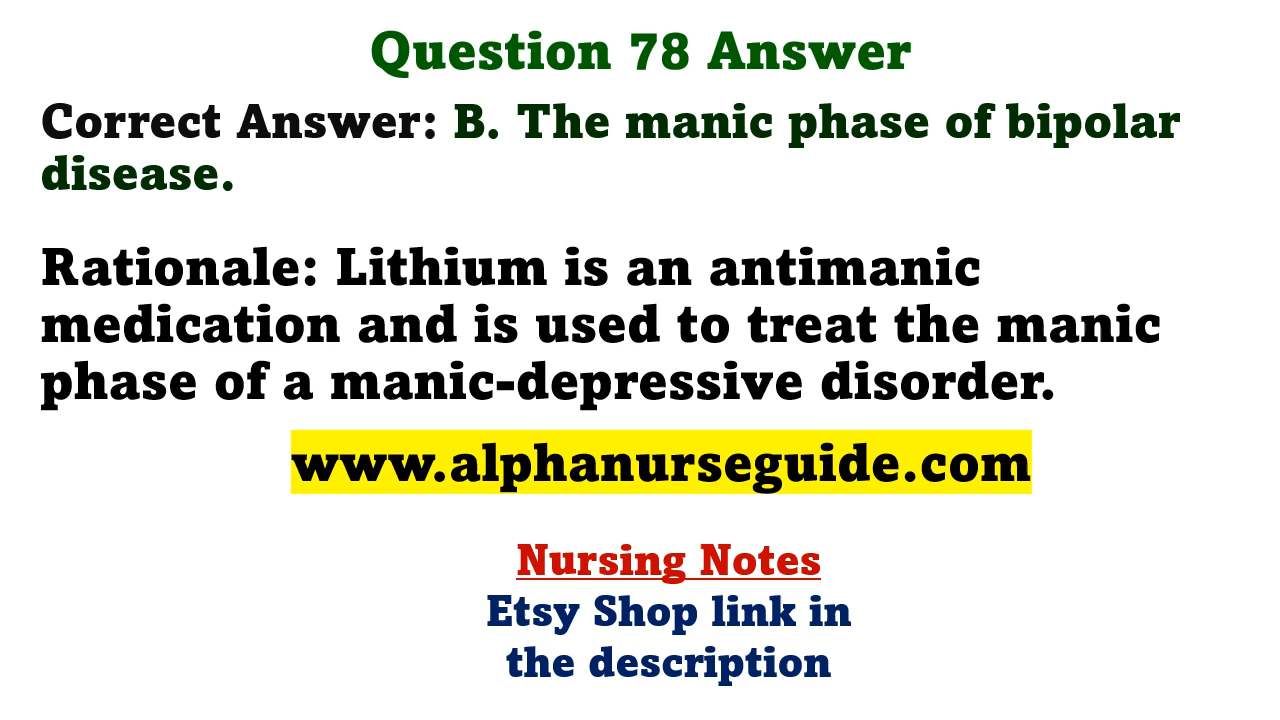 Question 78 Answer
Correct Answer: B. The manic phase of bipolar
disease.
Rationale: Lithium is an antimanic
medication and is used to treat the manic
phase of a manic-depressive disorder.
www.alphanurseguide.com
Nursing Notes
Etsy Shop link in
the description